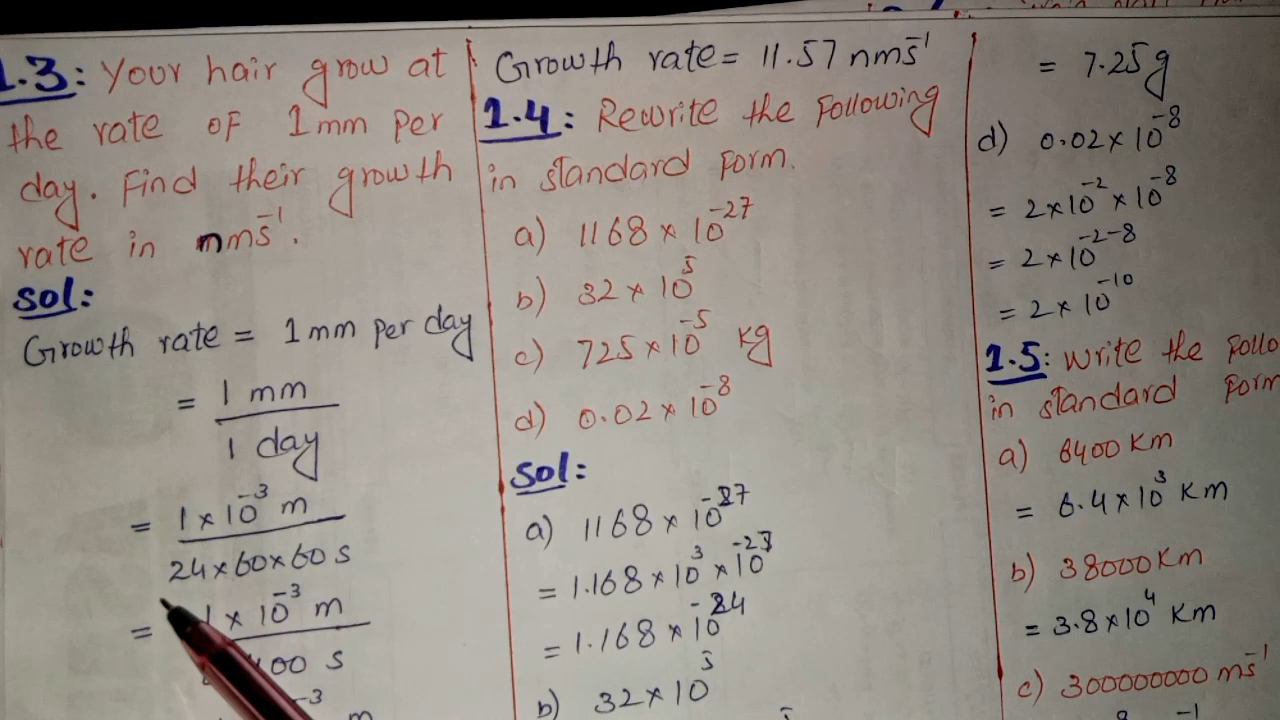 1.3: Your hair grow at
the rate of 1mm per
day. Find their growth
rate in nms⁻¹.
Sol:
Growth rate = 1mm per day
= 1 mm
1 day
= 1×10⁻³ m
24×60×60 s
= 1 × 10⁻³ m
00 s
⁻³ m
Growth rate = 11.57 nms⁻¹
1.4: Rewrite the following
in standard form.
a) 1168 × 10⁻²⁷
b) 32 × 10⁵
c) 725 × 10⁻⁵ kg
d) 0.02 × 10⁻⁸
Sol:
a) 1168 × 10⁻²⁷
= 1.168 × 10³ × 10⁻²⁷
= 1.168 × 10⁻²⁴
b) 32 × 10⁵
= 7.25g
d) 0.02 × 10⁻⁸
= 2×10⁻² × 10⁻⁸
= 2×10⁻²⁻⁸
= 2 × 10⁻¹⁰
1.5: Write the follo
in standard form
a) 6400 Km
= 6.4 × 10³ Km
b) 38000 Km
= 3.8×10⁴ Km
c) 300000000 ms⁻¹